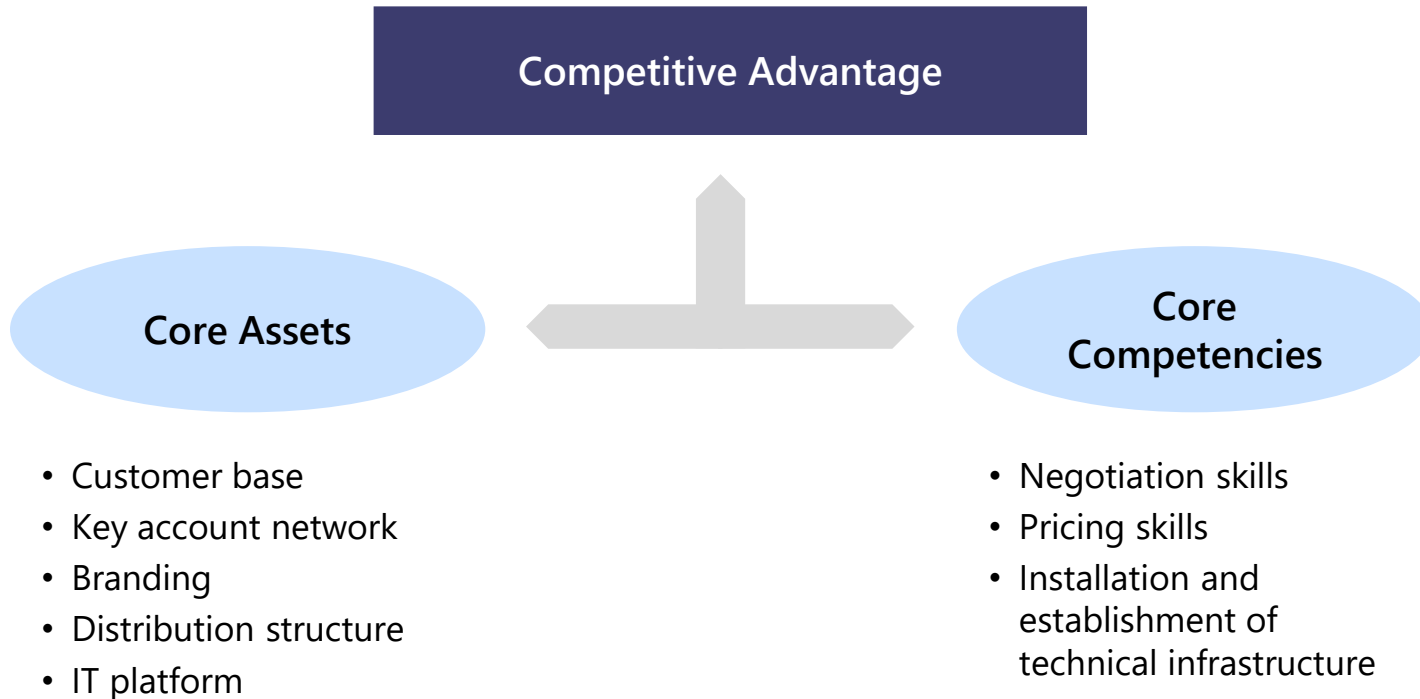 Competitive Advantage
Core Assets
Core
Competencies
• Customer base
• Key account network
• Branding
• Distribution structure
• IT platform
• Negotiation skills
• Pricing skills
• Installation and
establishment of
technical infrastructure